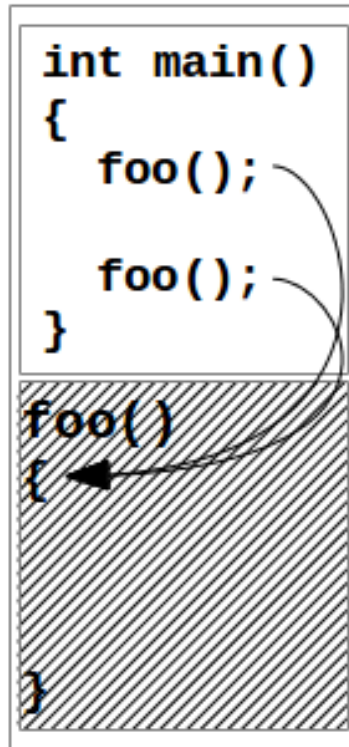 int main()
{
foo();
foo();
}
foo()
{
}